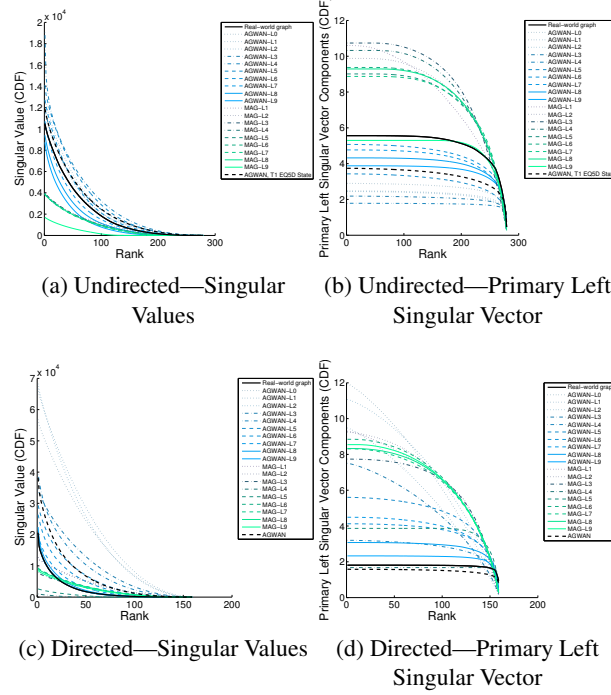 x 10⁴
2
1.8
1.6
1.4
1.2
1
0.8
0.6
0.4
0.2
0
0 100 200 300
Rank
Singular Value (CDF)
Real-world graph
AGWAN-L0
AGWAN-L1
AGWAN-L2
AGWAN-L3
AGWAN-L4
AGWAN-L5
AGWAN-L6
AGWAN-L7
AGWAN-L8
AGWAN-L9
MAG-L1
MAG-L2
MAG-L3
MAG-L4
MAG-L5
MAG-L6
MAG-L7
MAG-L8
MAG-L9
AGWAN, T1 EQ5D State
(a) Undirected—Singular
Values
12
10
8
6
4
2
0
0 100 200 300
Rank
Primary Left Singular Vector Components (CDF)
Real-world graph
AGWAN-L0
AGWAN-L1
AGWAN-L2
AGWAN-L3
AGWAN-L4
AGWAN-L5
AGWAN-L6
AGWAN-L7
AGWAN-L8
AGWAN-L9
MAG-L1
MAG-L2
MAG-L3
MAG-L4
MAG-L5
MAG-L6
MAG-L7
MAG-L8
MAG-L9
AGWAN, T1 EQ5D State
(b) Undirected—Primary Left
Singular Vector
x 10⁴
7
6
5
4
3
2
1
0
0 50 100 150 200
Rank
Singular Value (CDF)
Real-world graph
AGWAN-L0
AGWAN-L1
AGWAN-L2
AGWAN-L3
AGWAN-L4
AGWAN-L5
AGWAN-L6
AGWAN-L7
AGWAN-L8
AGWAN-L9
MAG-L1
MAG-L2
MAG-L3
MAG-L4
MAG-L5
MAG-L6
MAG-L7
MAG-L8
MAG-L9
AGWAN
(c) Directed—Singular Values
12
10
8
6
4
2
0
0 50 100 150 200
Rank
Primary Left Singular Vector Components (CDF)
Real-world graph
AGWAN-L0
AGWAN-L1
AGWAN-L2
AGWAN-L3
AGWAN-L4
AGWAN-L5
AGWAN-L6
AGWAN-L7
AGWAN-L8
AGWAN-L9
MAG-L1
MAG-L2
MAG-L3
MAG-L4
MAG-L5
MAG-L6
MAG-L7
MAG-L8
MAG-L9
AGWAN
(d) Directed—Primary Left
Singular Vector